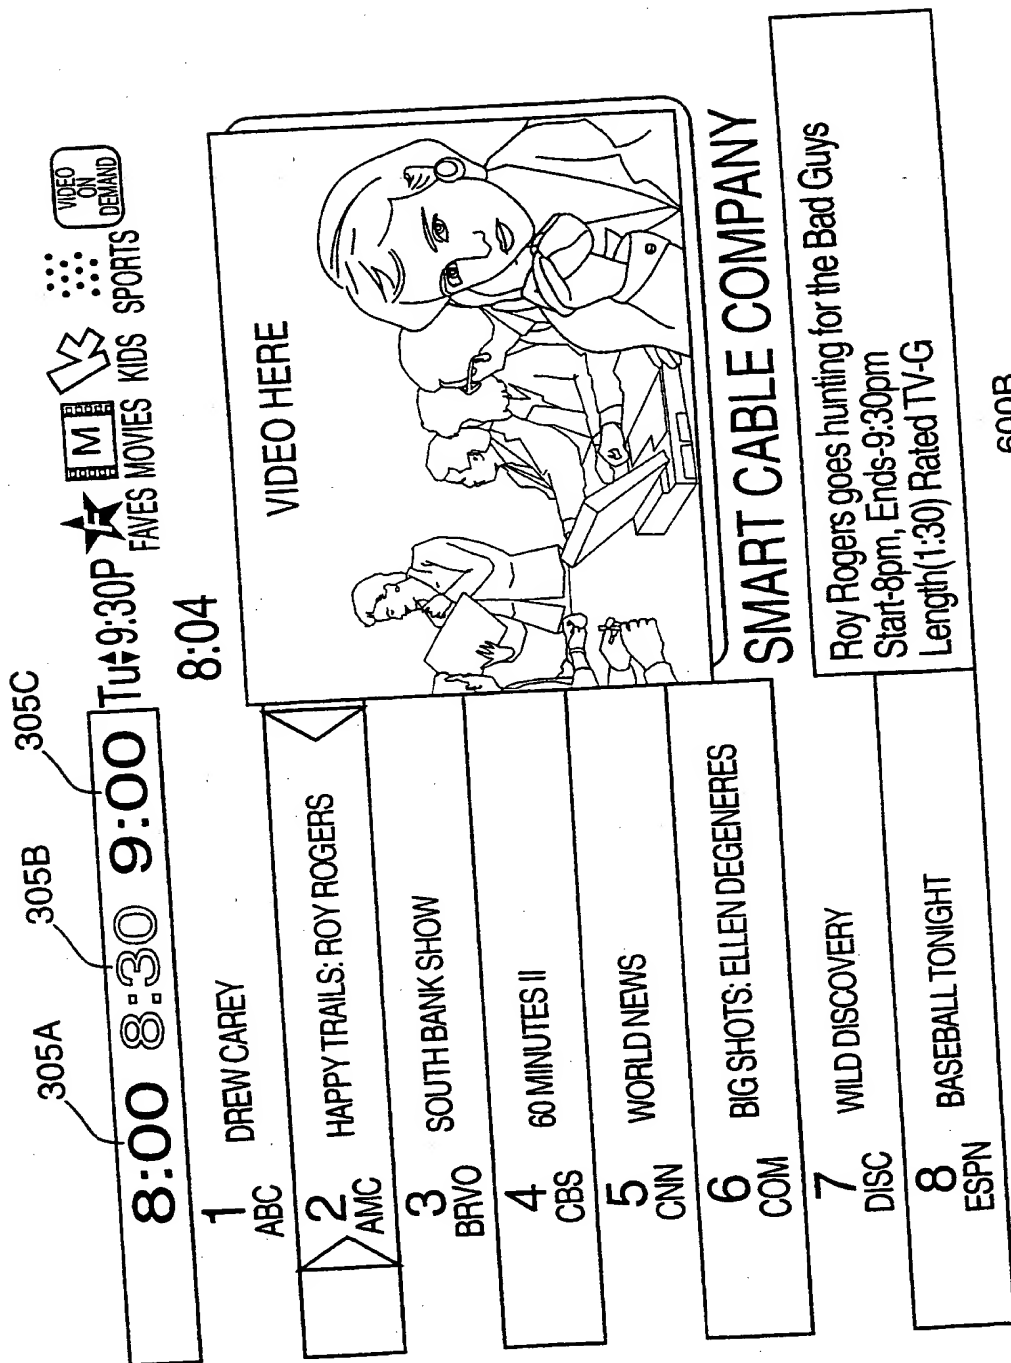 305A
305B
305C
8:00 8:30 9:00
Tu 9:30P
F
FAVES
M
MOVIES
KIDS
SPORTS
VIDEO
ON
DEMAND
8:04
1
ABC
DREW CAREY
2
AMC
HAPPY TRAILS: ROY ROGERS
3
BRVO
SOUTH BANK SHOW
4
CBS
60 MINUTES II
5
CNN
WORLD NEWS
6
COM
BIG SHOTS: ELLEN DEGENERES
7
DISC
WILD DISCOVERY
8
ESPN
BASEBALL TONIGHT
VIDEO HERE
SMART CABLE COMPANY
Roy Rogers goes hunting for the Bad Guys
Start-8pm, Ends-9:30pm
Length(1:30) Rated TV-G
600B